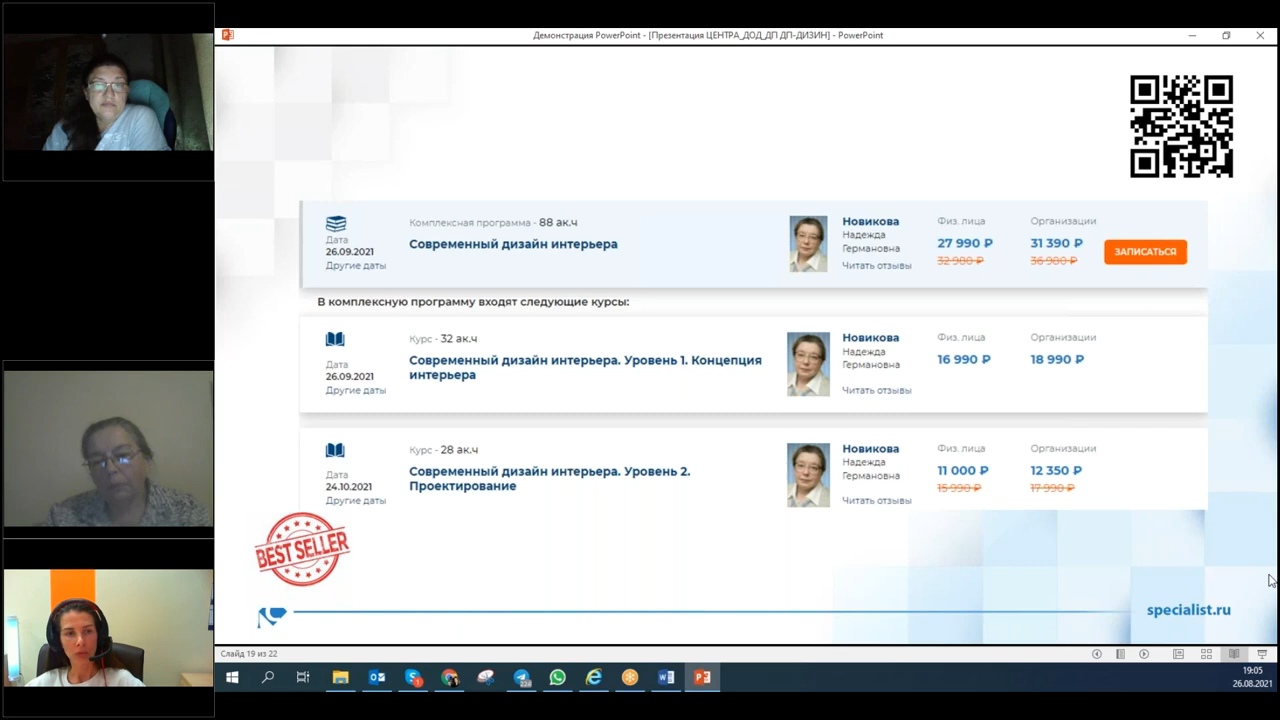 Демонстрация PowerPoint - [Презентация ЦЕНТРА_ДОД_ДП ДП-ДИЗИН] - PowerPoint
Комплексная программа - 88 ак.ч
Современный дизайн интерьера
Дата
26.09.2021
Другие даты
Новикова
Надежда
Германовна
Читать отзывы
Физ. лица
27 990 ₽
32 980 ₽
Организации
31 390 ₽
36 980 ₽
ЗАПИСАТЬСЯ
В комплексную программу входят следующие курсы:
Курс - 32 ак.ч
Современный дизайн интерьера. Уровень 1. Концепция
интерьера
Дата
26.09.2021
Другие даты
Новикова
Надежда
Германовна
Читать отзывы
Физ. лица
16 990 ₽
Организации
18 990 ₽
Курс - 28 ак.ч
Современный дизайн интерьера. Уровень 2.
Проектирование
Дата
24.10.2021
Другие даты
Новикова
Надежда
Германовна
Читать отзывы
Физ. лица
11 000 ₽
15 990 ₽
Организации
12 350 ₽
17 990 ₽
BEST SELLER
specialist.ru
Слайд 19 из 22
224
19:05
26.08.2021